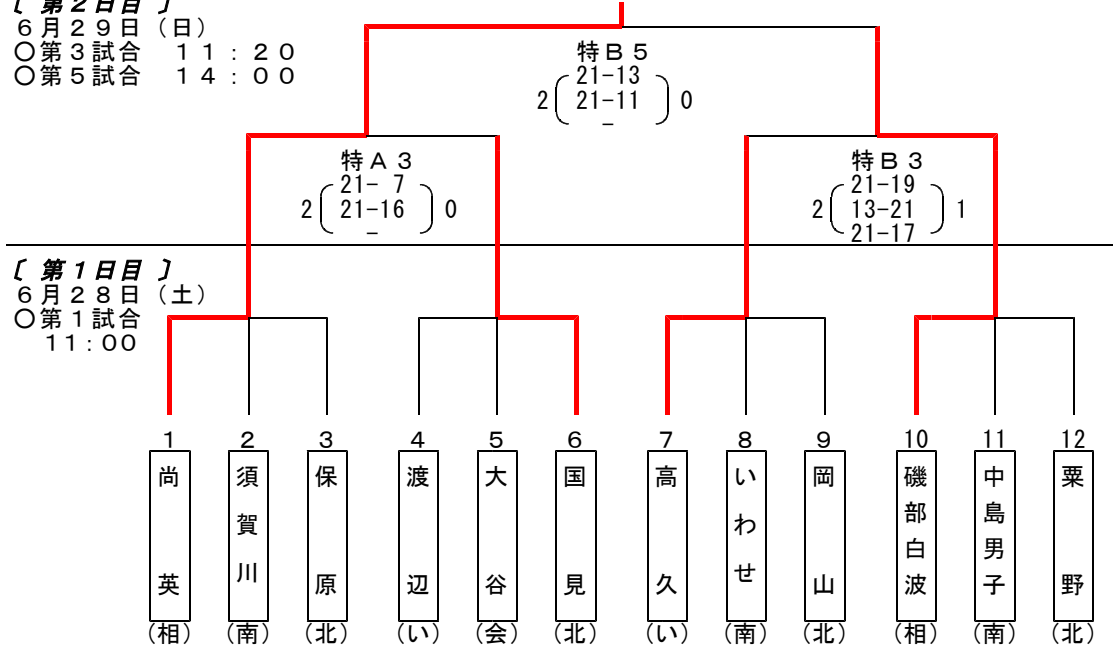 〔 第２日目 〕
６月２９日（日）
〇第３試合　１１：２０
〇第５試合　１４：００
特Ｂ５
21-13
2 21-11 0
-
特Ａ３
21- 7
2 21-16 0
-
特Ｂ３
21-19
2 13-21 1
21-17
〔 第１日目 〕
６月２８日（土）
〇第１試合
11:00
1 2 3 4 5 6 7 8 9 10 11 12
尚英
須賀川
保原
渡辺
大谷
国見
高久
いわせ
岡山
磯部白波
中島男子
粟野
（相） （南） （北） （い） （会） （北） （い） （南） （北） （相） （南） （北）